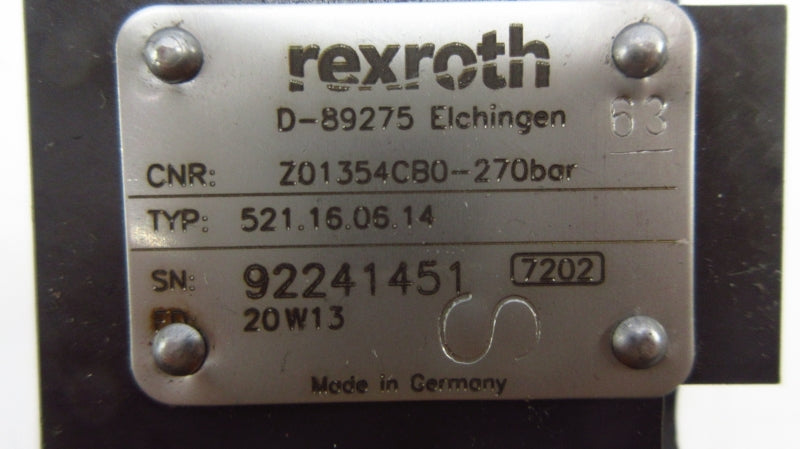 rexroth
D-89275 Elchingen
63
CNR: Z01354CB0-270bar
TYP: 521.16.06.14
SN: 92241451 7202
FD: 20W13
S
Made in Germany